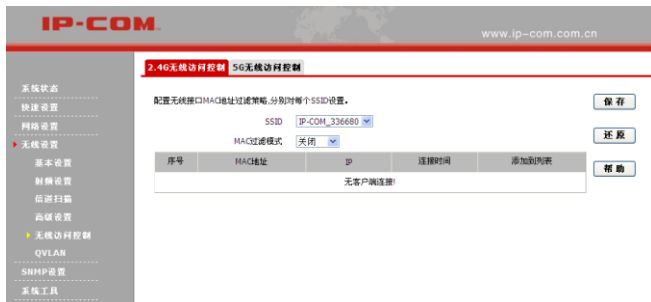 IP-COM
www.ip-com.com.cn
2.4G无线访问控制 5G无线访问控制
系统状态
快速设置
网络设置
无线设置
基本设置
射频设置
信道扫描
高级设置
无线访问控制
QVLAN
SNMP设置
系统工具
配置无线接口MAC地址过滤策略,分别对每个SSID设置。
SSID IP-COM_336680
MAC过滤模式 关闭
序号 MAC地址 IP 连接时间 添加到列表
无客户端连接!
保存
还原
帮助